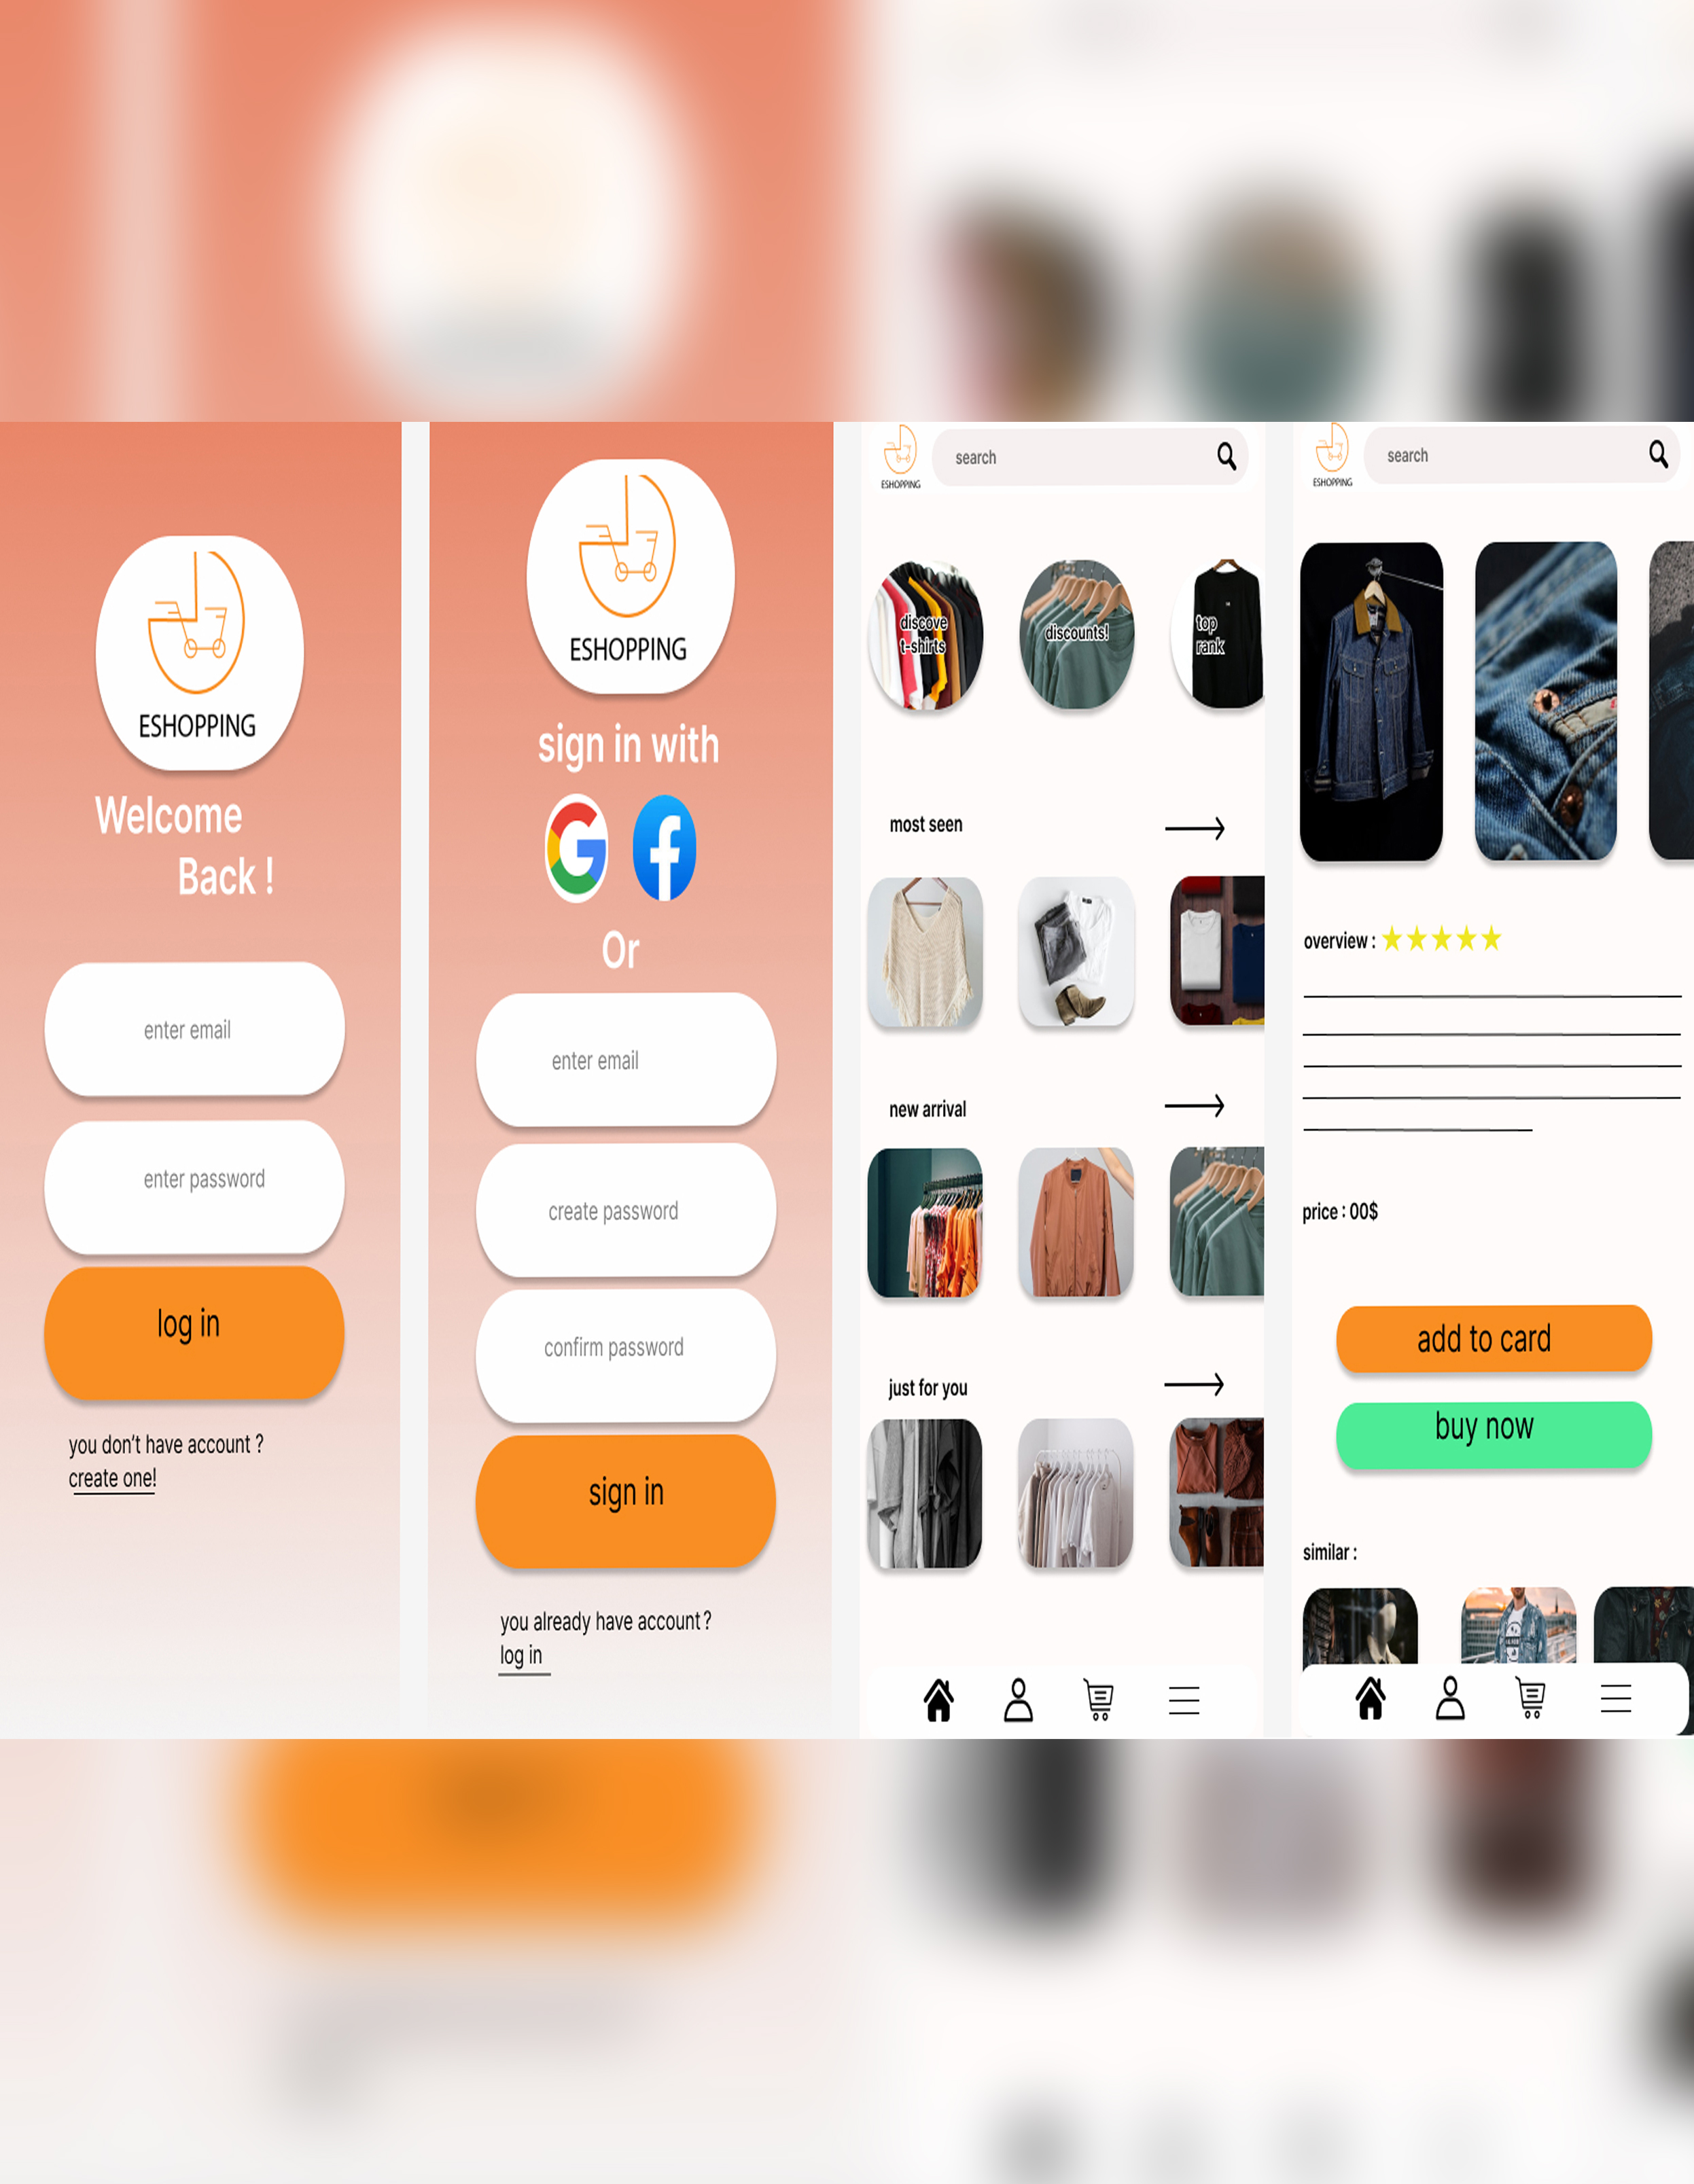 ESHOPPING
Welcome
Back !
enter email
enter password
log in
you don't have account ?
create one!
ESHOPPING
sign in with
G f
Or
enter email
create password
confirm password
sign in
you already have account ?
log in
ESHOPPING
search
discove
t-shirts
discounts!
top
rank
most seen
new arrival
just for you
ESHOPPING
search
overview :
price : 00$
add to card
buy now
similar :